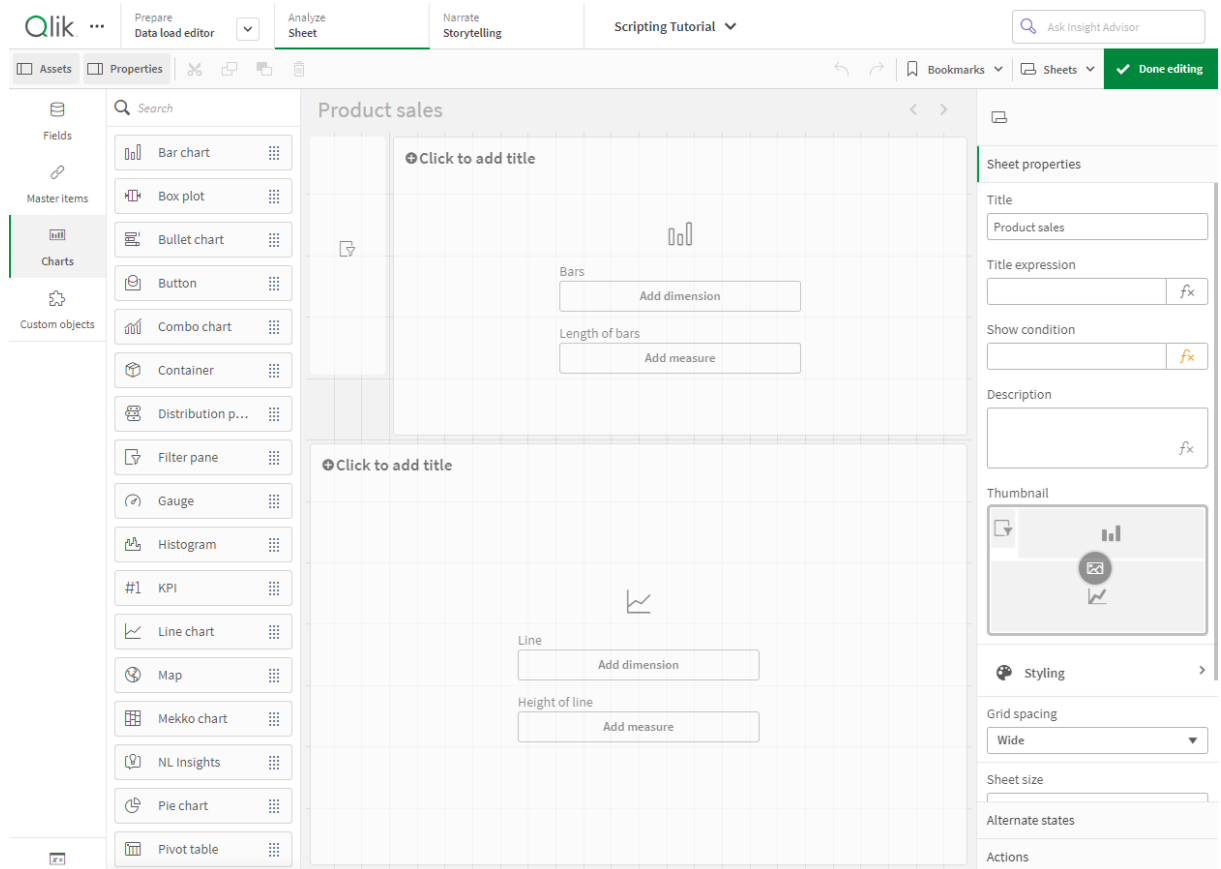 Qlik
Prepare
Data load editor
Analyze
Sheet
Narrate
Storytelling
Scripting Tutorial
Ask Insight Advisor
Assets
Properties
Bookmarks
Sheets
Done editing
Fields
Master items
Charts
Custom objects
Search
Bar chart
Box plot
Bullet chart
Button
Combo chart
Container
Distribution p...
Filter pane
Gauge
Histogram
#1 KPI
Line chart
Map
Mekko chart
NL Insights
Pie chart
Pivot table
Product sales
Click to add title
Bars
Add dimension
Length of bars
Add measure
Click to add title
Line
Add dimension
Height of line
Add measure
Sheet properties
Title
Product sales
Title expression
fx
Show condition
fx
Description
fx
Thumbnail
Styling
Grid spacing
Wide
Sheet size
Alternate states
Actions